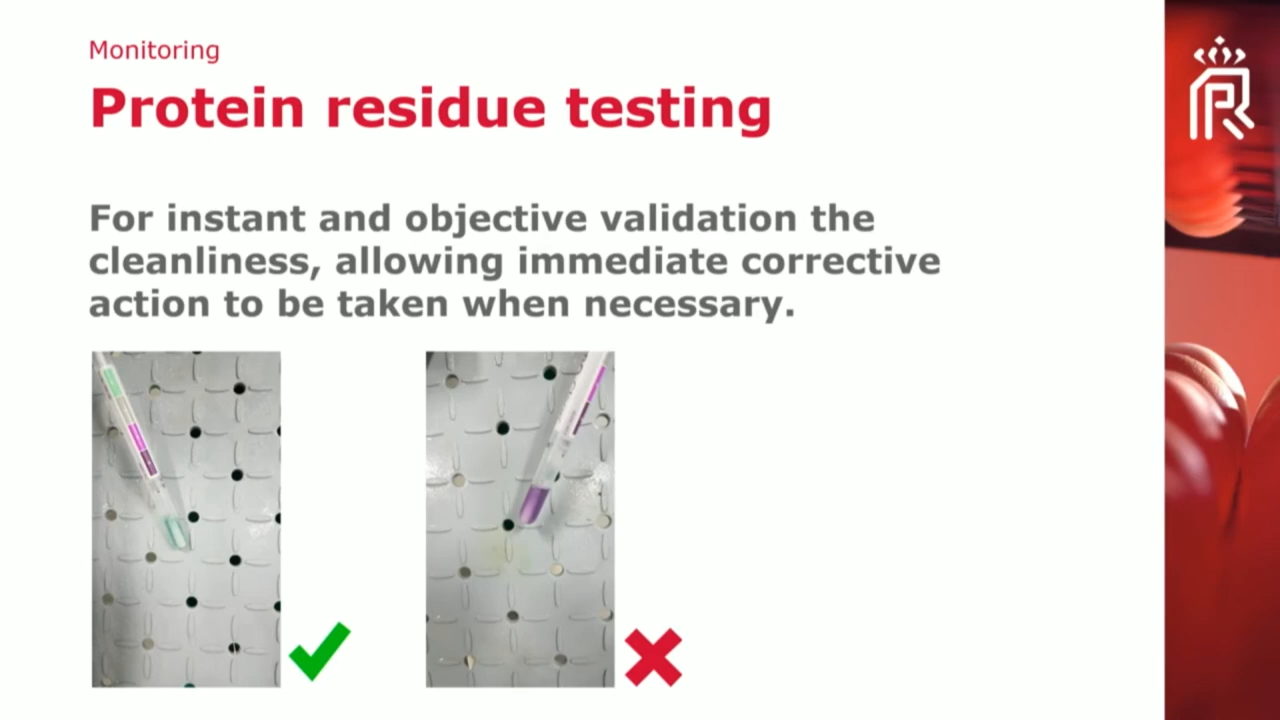 Monitoring
Protein residue testing
For instant and objective validation the
cleanliness, allowing immediate corrective
action to be taken when necessary.